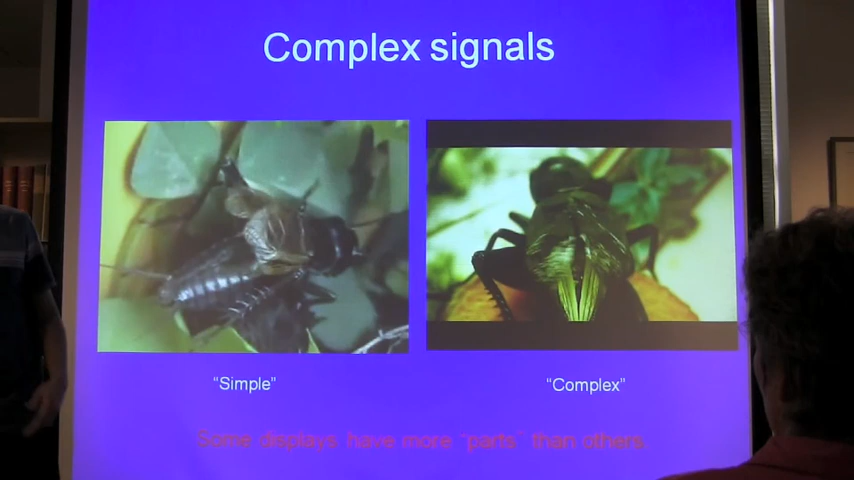 Complex signals
“Simple”
“Complex”
Some displays have more “parts” than others.